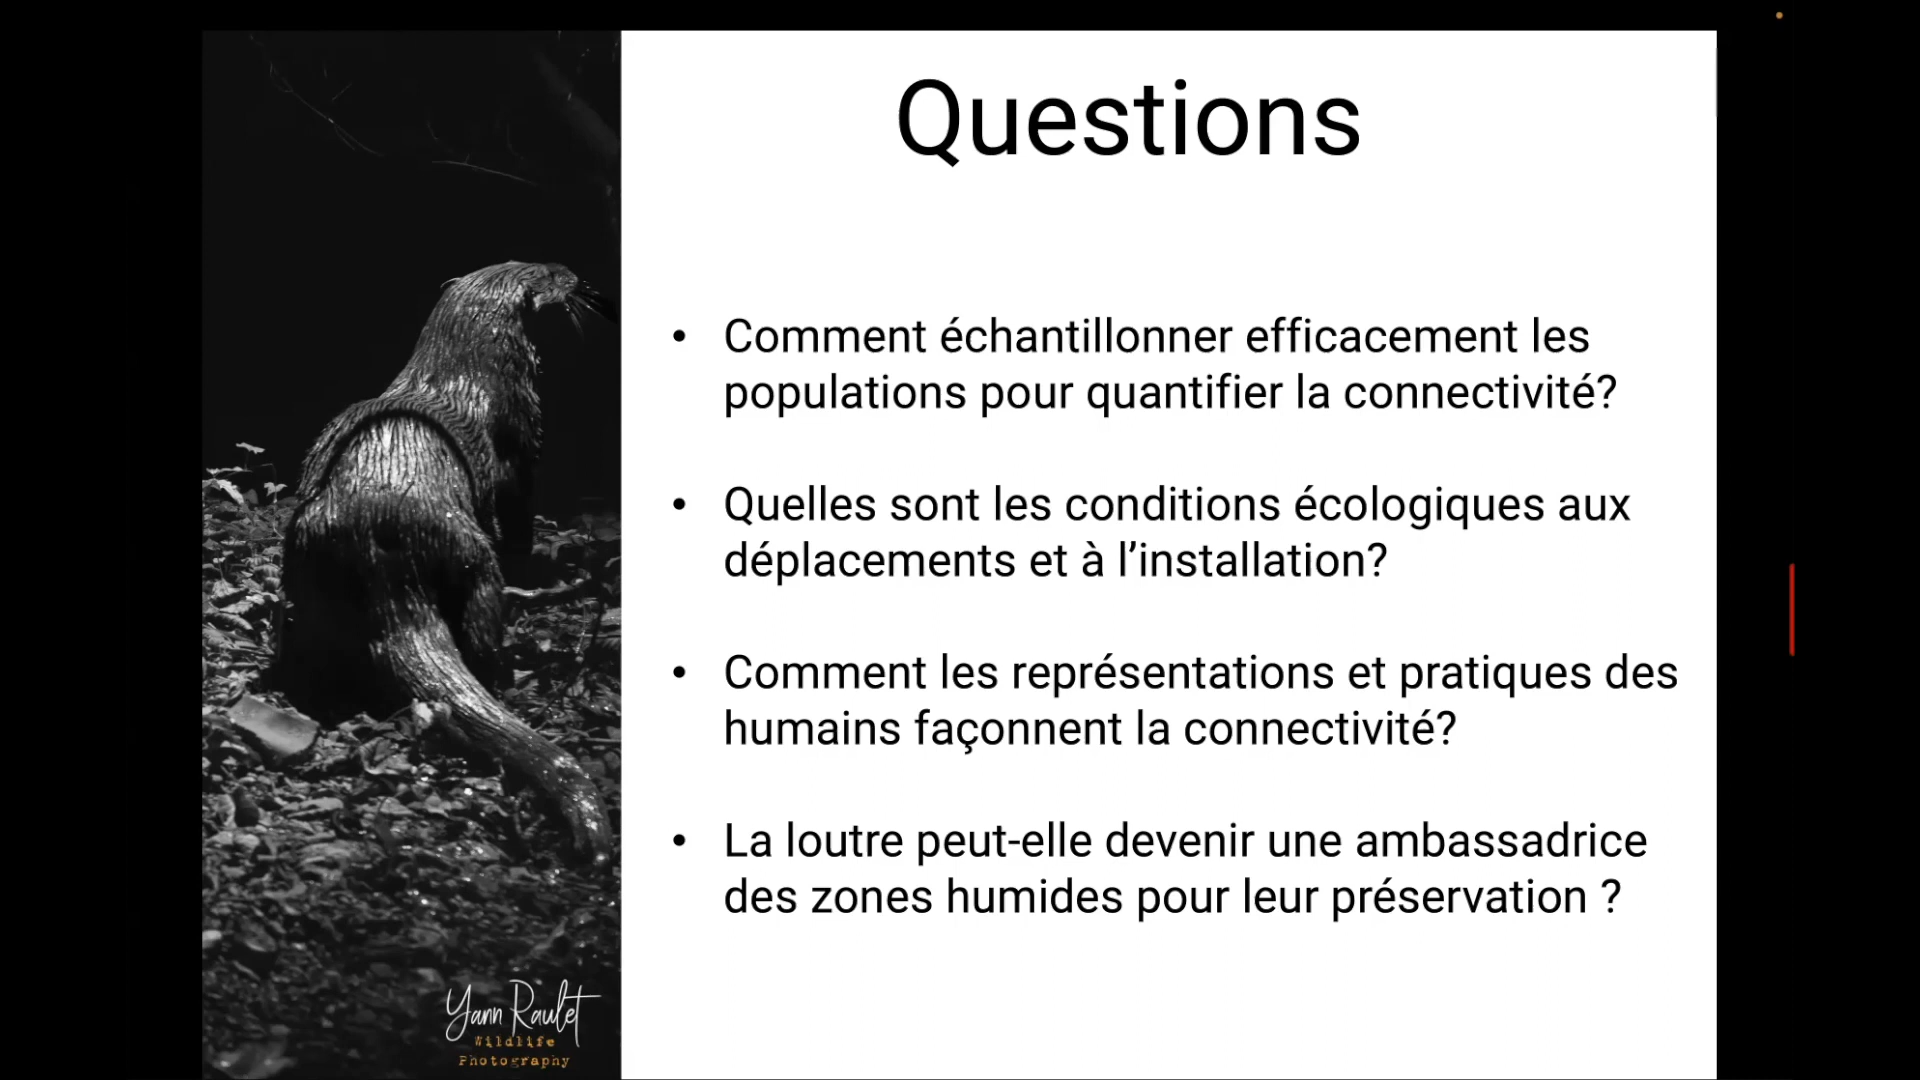 Questions
• Comment échantillonner efficacement les
populations pour quantifier la connectivité?
• Quelles sont les conditions écologiques aux
déplacements et à l’installation?
• Comment les représentations et pratiques des
humains façonnent la connectivité?
• La loutre peut-elle devenir une ambassadrice
des zones humides pour leur préservation ?
Yann Raulet
Wildlife
Photography